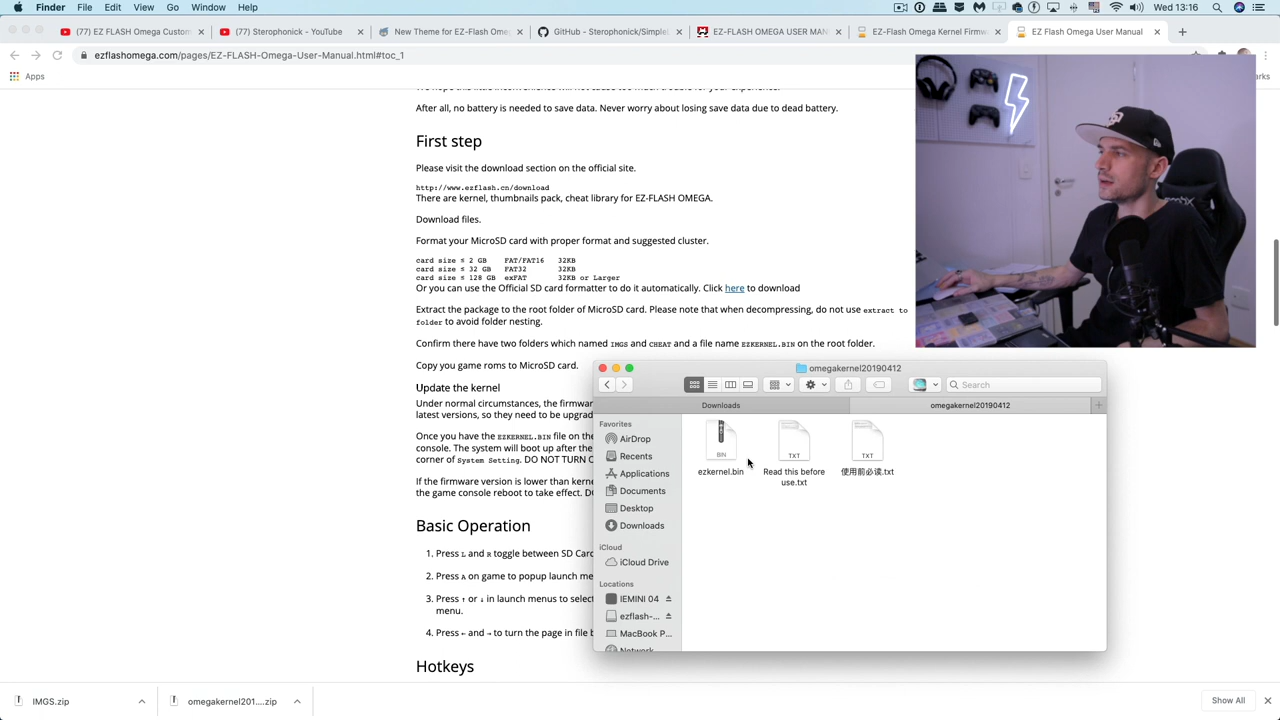 Finder File Edit View Go Window Help
Wed 13:16
(77) EZ FLASH Omega Custom
(77) Sterophonick - YouTube
New Theme for EZ-Flash Om
GitHub - Sterophonick/Simple
EZ-FLASH OMEGA USER MAN
EZ-Flash Omega Kernel Firmw
EZ Flash Omega User Manual
ezflashomega.com/pages/EZ-FLASH-Omega-User-Manual.html#toc_1
Apps
After all, no battery is needed to save data. Never worry about losing save data due to dead battery.
First step
Please visit the download section on the official site.
http://www.ezflash.cn/download
There are kernel, thumbnails pack, cheat library for EZ-FLASH OMEGA.
Download files.
Format your MicroSD card with proper format and suggested cluster.
card size ≤ 2 GB FAT/FAT16 32KB
card size ≤ 32 GB FAT32 32KB
card size ≤ 128 GB exFAT 32KB or Larger
Or you can use the Official SD card formatter to do it automatically. Click here to download
Extract the package to the root folder of MicroSD card. Please note that when decompressing, do not use extract to
folder to avoid folder nesting.
Confirm there have two folders which named IMGS and CHEAT and a file name EZKERNEL.BIN on the root folder.
Copy you game roms to MicroSD card.
Update the kernel
Under normal circumstances, the firmwa
latest versions, so they need to be upgrad
Once you have the EZKERNEL.BIN file on the
console. The system will boot up after the
corner of System Setting. DO NOT TURN O
If the firmware version is lower than kerne
the game console reboot to take effect. DO
Basic Operation
1. Press L and R toggle between SD Card
2. Press A on game to popup launch me
3. Press ↑ or ↓ in launch menus to select
menu.
4. Press ← and → to turn the page in file b
Hotkeys
omegakernel20190412
Search
Downloads
omegakernel20190412
Favorites
AirDrop
Recents
Applications
Documents
Desktop
Downloads
iCloud
iCloud Drive
Locations
IEMINI 04
ezflash-...
MacBook P...
Network
BIN
TXT
TXT
ezkernel.bin
Read this before
use.txt
使用前必读.txt
IMGS.zip
omegakernel201....zip
Show All